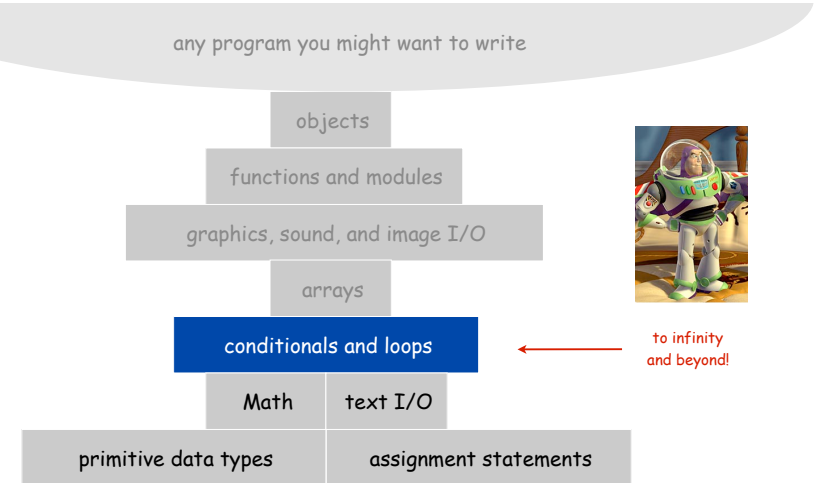 any program you might want to write
objects
functions and modules
graphics, sound, and image I/O
arrays
conditionals and loops
to infinity
and beyond!
Math
text I/O
primitive data types
assignment statements